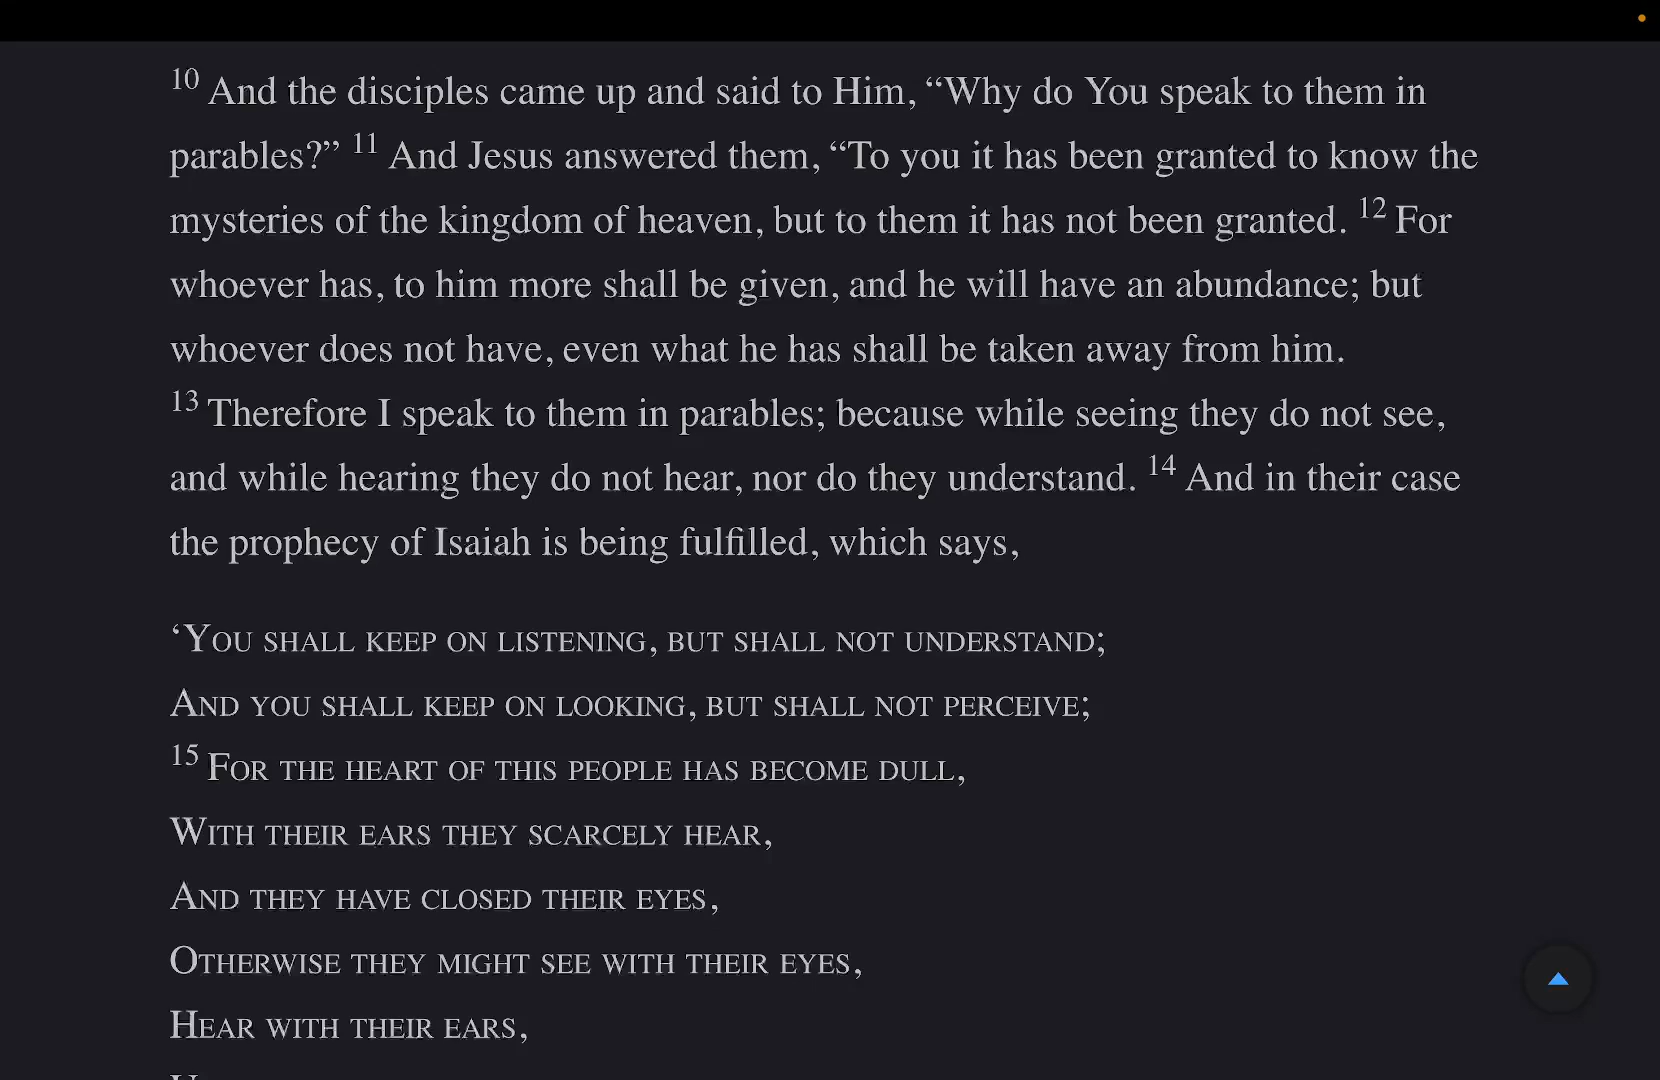 10 And the disciples came up and said to Him, “Why do You speak to them in
parables?” 11 And Jesus answered them, “To you it has been granted to know the
mysteries of the kingdom of heaven, but to them it has not been granted. 12 For
whoever has, to him more shall be given, and he will have an abundance; but
whoever does not have, even what he has shall be taken away from him.
13 Therefore I speak to them in parables; because while seeing they do not see,
and while hearing they do not hear, nor do they understand. 14 And in their case
the prophecy of Isaiah is being fulfilled, which says,
‘You shall keep on listening, but shall not understand;
And you shall keep on looking, but shall not perceive;
15 For the heart of this people has become dull,
With their ears they scarcely hear,
And they have closed their eyes,
Otherwise they might see with their eyes,
Hear with their ears,